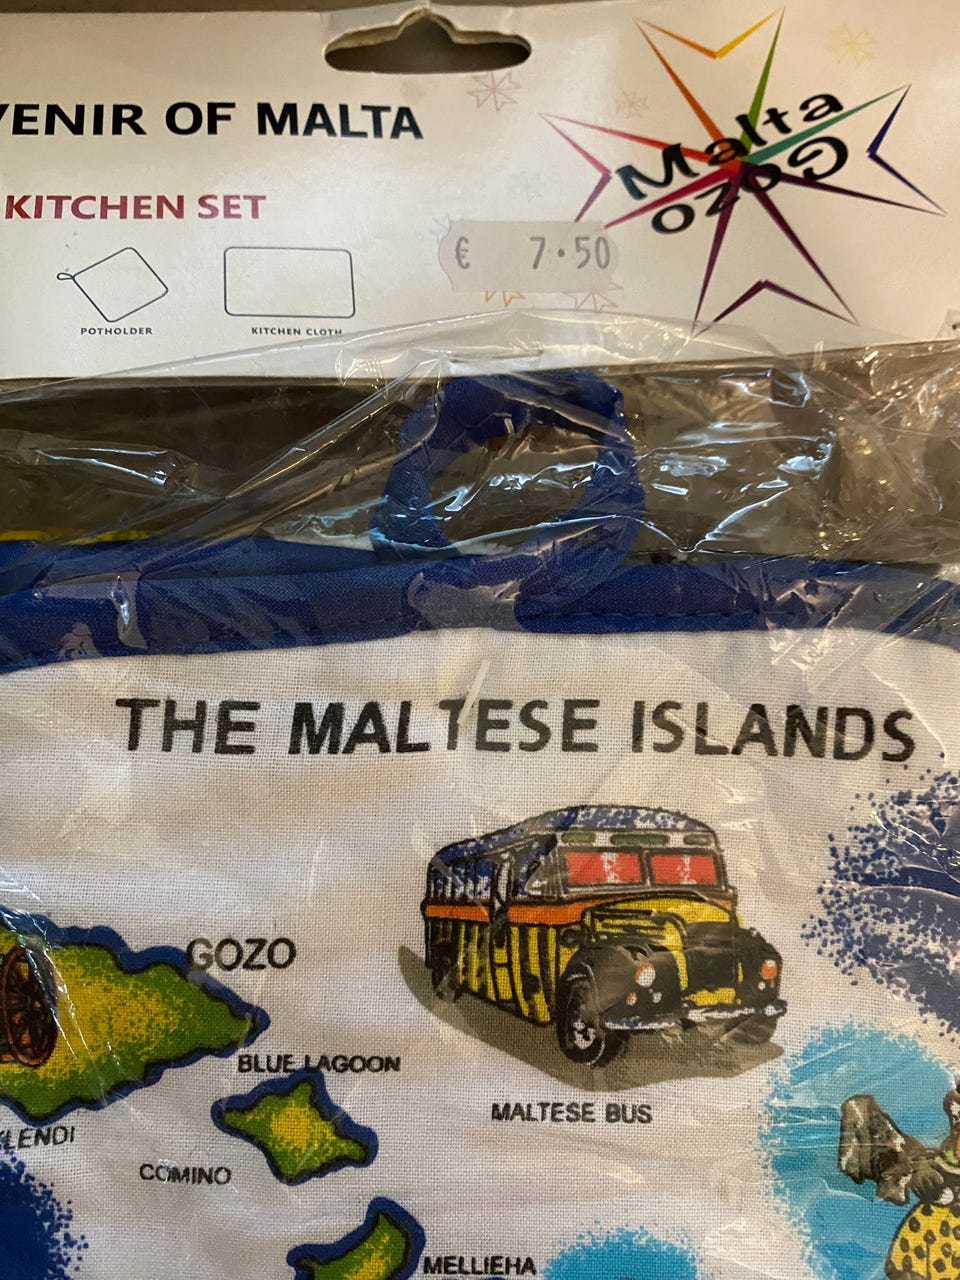 VENIR OF MALTA
Malta
Gozo
KITCHEN SET
€ 7.50
POTHOLDER
KITCHEN CLOTH
THE MALTESE ISLANDS
GOZO
BLUE LAGOON
MALTESE BUS
LENDI
COMINO
MELLIEHA